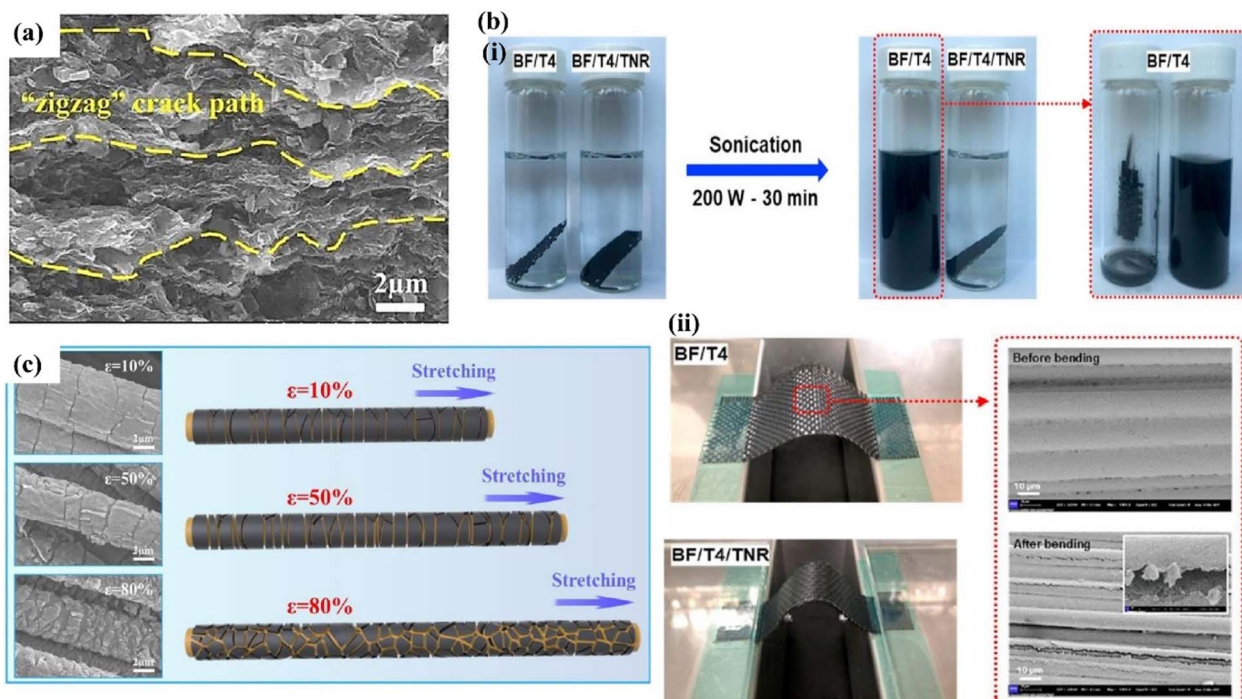 (a)
“zigzag” crack path
2μm
(b)
(i)
BF/T4 BF/T4/TNR
Sonication
200 W - 30 min
BF/T4 BF/T4/TNR
BF/T4
(ii)
BF/T4
BF/T4/TNR
Before bending
10 μm
After bending
10 μm
(c)
ε=10%
2μm
ε=50%
2μm
ε=80%
2μm
ε=10%
Stretching
ε=50%
Stretching
ε=80%
Stretching